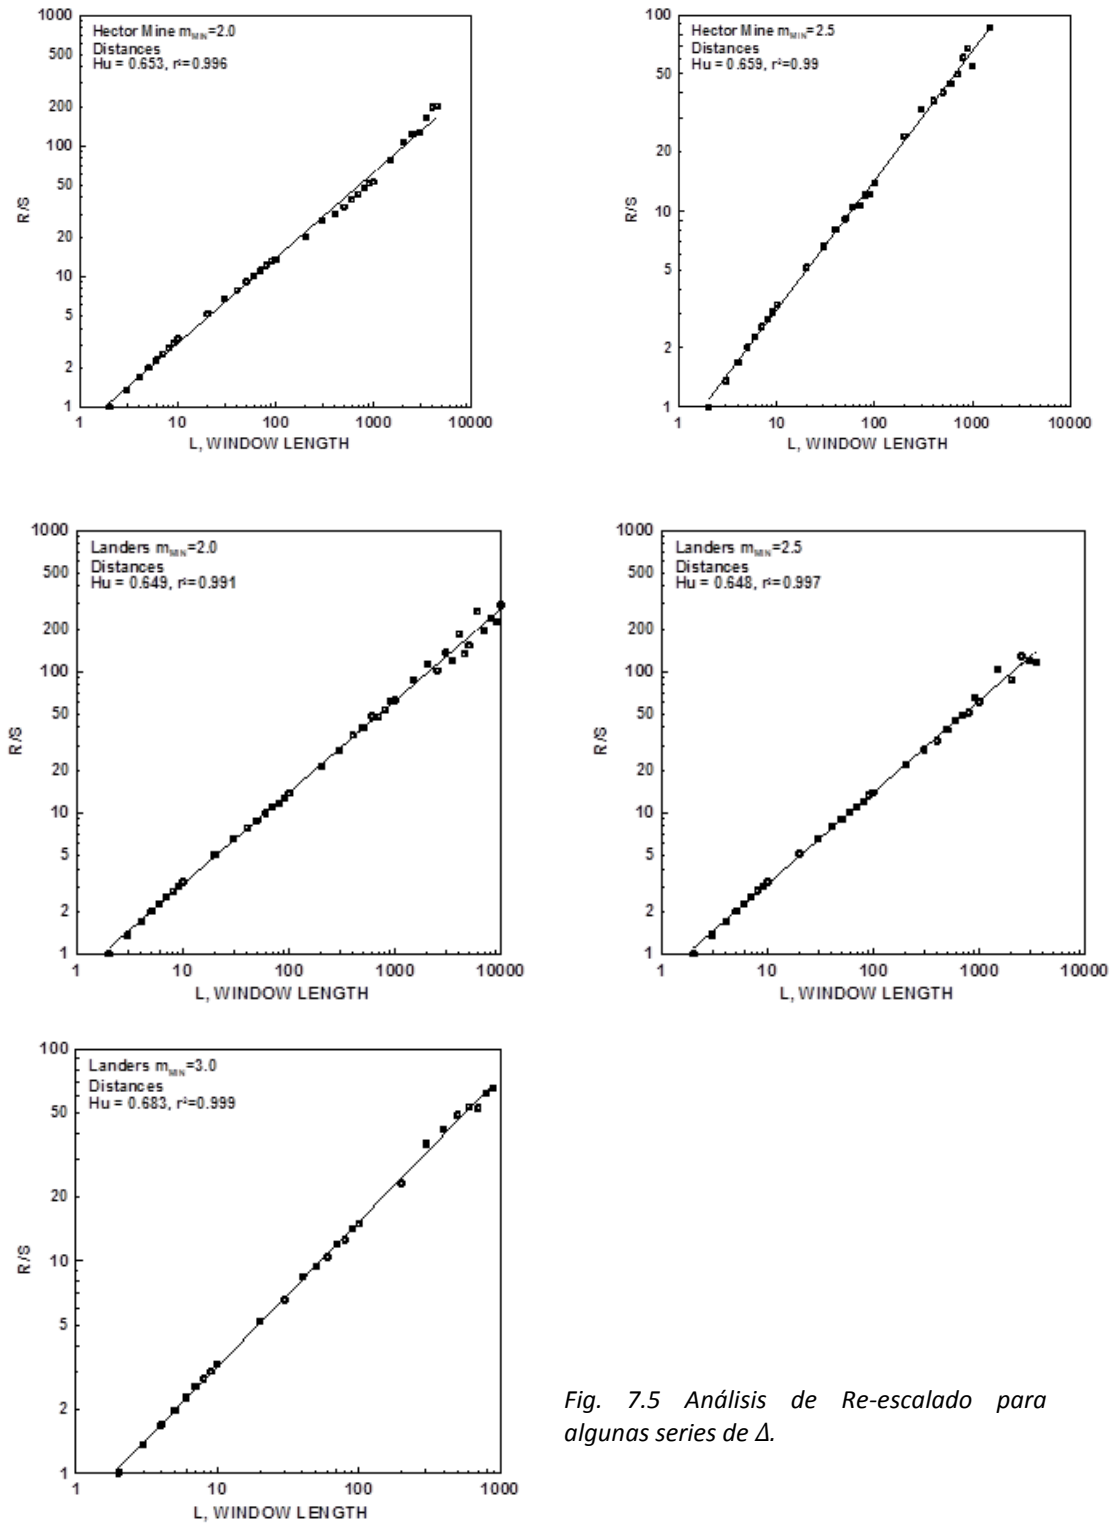 Hector Mine mMIN=2.0
Distances
Hu = 0.653, r²=0.996
1000
500
200
100
50
20
10
5
2
1
R/S
1 10 100 1000 10000
L, WINDOW LENGTH
Hector Mine mMIN=2.5
Distances
Hu = 0.659, r²=0.99
100
50
20
10
5
2
1
R/S
1 10 100 1000 10000
L, WINDOW LENGTH
Landers mMIN=2.0
Distances
Hu = 0.649, r²=0.991
1000
500
200
100
50
20
10
5
2
1
R/S
1 10 100 1000 10000
L, WINDOW LENGTH
Landers mMIN=2.5
Distances
Hu = 0.648, r²=0.997
1000
500
200
100
50
20
10
5
2
1
R/S
1 10 100 1000 10000
L, WINDOW LENGTH
Landers mMIN=3.0
Distances
Hu = 0.683, r²=0.999
100
50
20
10
5
2
1
R/S
1 10 100 1000
L, WINDOW LENGTH
Fig. 7.5 Análisis de Re-escalado para
algunas series de Δ.